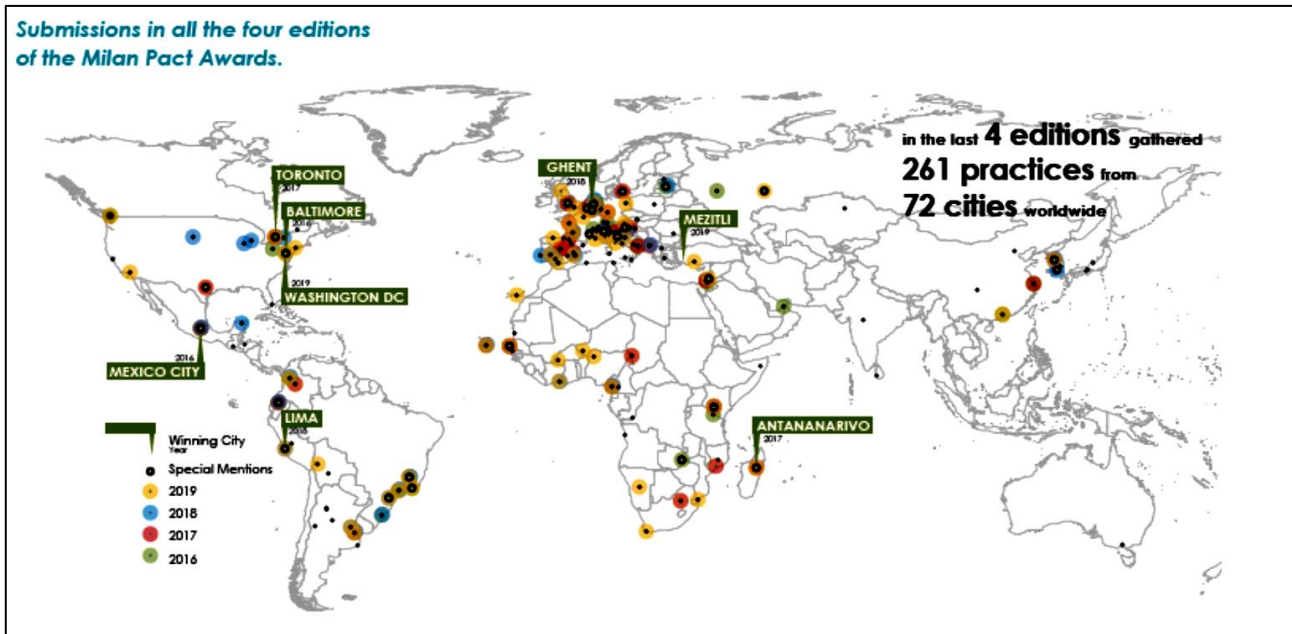 Submissions in all the four editions
of the Milan Pact Awards.
in the last 4 editions gathered
261 practices from
72 cities worldwide
TORONTO
2017
BALTIMORE
GHENT
2018
MEZITLI
2019
2019
WASHINGTON DC
2016
MEXICO CITY
LIMA
ANTANANARIVO
2017
Winning City
Year
Special Mentions
2019
2018
2017
2016